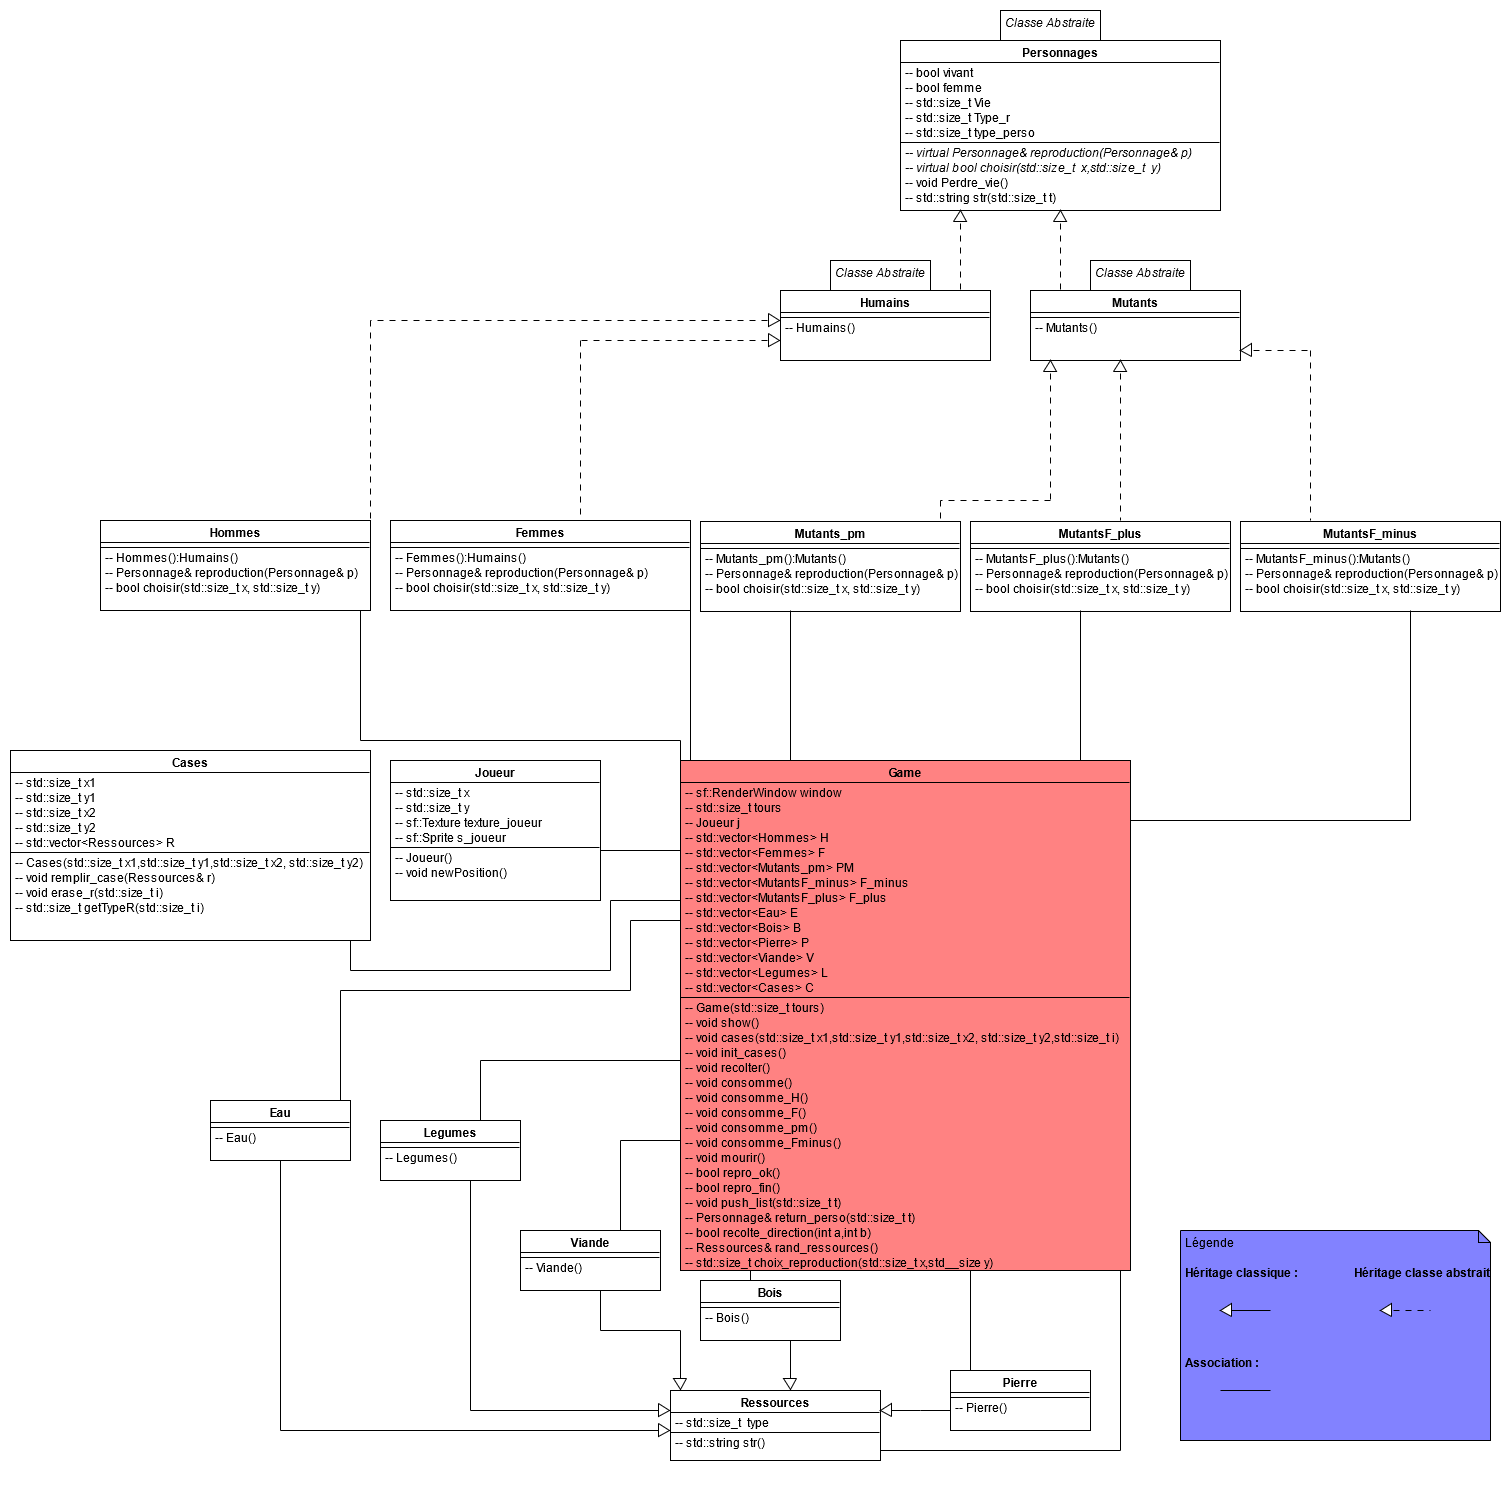 Classe Abstraite
Personnages
-- bool vivant
-- bool femme
-- std::size_t Vie
-- std::size_t Type_r
-- std::size_t type_perso
-- virtual Personnage& reproduction(Personnage& p)
-- virtual bool choisir(std::size_t x,std::size_t y)
-- void Perdre_vie()
-- std::string str(std::size_t t)
Classe Abstraite
Humains
-- Humains()
Classe Abstraite
Mutants
-- Mutants()
Hommes
-- Hommes():Humains()
-- Personnage& reproduction(Personnage& p)
-- bool choisir(std::size_t x, std::size_t y)
Femmes
-- Femmes():Humains()
-- Personnage& reproduction(Personnage& p)
-- bool choisir(std::size_t x, std::size_t y)
Mutants_pm
-- Mutants_pm():Mutants()
-- Personnage& reproduction(Personnage& p)
-- bool choisir(std::size_t x, std::size_t y)
MutantsF_plus
-- MutantsF_plus():Mutants()
-- Personnage& reproduction(Personnage& p)
-- bool choisir(std::size_t x, std::size_t y)
MutantsF_minus
-- MutantsF_minus():Mutants()
-- Personnage& reproduction(Personnage& p)
-- bool choisir(std::size_t x, std::size_t y)
Cases
-- std::size_t x1
-- std::size_t y1
-- std::size_t x2
-- std::size_t y2
-- std::vector<Ressources> R
-- Cases(std::size_t x1,std::size_t y1,std::size_t x2, std::size_t y2)
-- void remplir_case(Ressources& r)
-- void erase_r(std::size_t i)
-- std::size_t getTypeR(std::size_t i)
Joueur
-- std::size_t x
-- std::size_t y
-- sf::Texture texture_joueur
-- sf::Sprite s_joueur
-- Joueur()
-- void newPosition()
Game
-- sf::RenderWindow window
-- std::size_t tours
-- Joueur j
-- std::vector<Hommes> H
-- std::vector<Femmes> F
-- std::vector<Mutants_pm> PM
-- std::vector<MutantsF_minus> F_minus
-- std::vector<MutantsF_plus> F_plus
-- std::vector<Eau> E
-- std::vector<Bois> B
-- std::vector<Pierre> P
-- std::vector<Viande> V
-- std::vector<Legumes> L
-- std::vector<Cases> C
-- Game(std::size_t tours)
-- void show()
-- void cases(std::size_t x1,std::size_t y1,std::size_t x2, std::size_t y2,std::size_t i)
-- void init_cases()
-- void recolter()
-- void consomme()
-- void consomme_H()
-- void consomme_F()
-- void consomme_pm()
-- void consomme_Fminus()
-- void mourir()
-- bool repro_ok()
-- bool repro_fin()
-- void push_list(std::size_t t)
-- Personnage& return_perso(std::size_t t)
-- bool recolte_direction(int a,int b)
-- Ressources& rand_ressources()
-- std::size_t choix_reproduction(std::size_t x,std__size y)
Eau
-- Eau()
Legumes
-- Legumes()
Viande
-- Viande()
Bois
-- Bois()
Pierre
-- Pierre()
Ressources
-- std::size_t type
-- std::string str()
Légende
Héritage classique :
Héritage classe abstrait
Association :